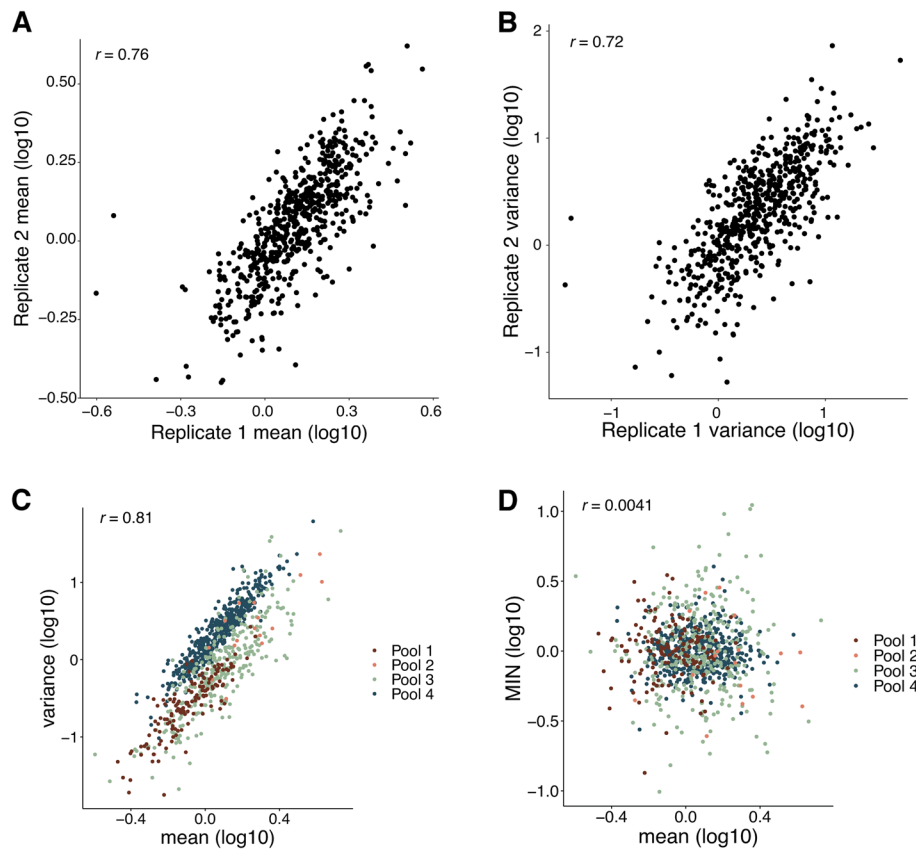 A
r = 0.76
Replicate 2 mean (log10)
0.50
0.25
0.00
−0.25
−0.50
−0.6
−0.3
0.0
0.3
0.6
Replicate 1 mean (log10)
B
r = 0.72
Replicate 2 variance (log10)
2
1
0
−1
−1
0
1
Replicate 1 variance (log10)
C
r = 0.81
variance (log10)
1
0
−1
−0.4
0.0
0.4
mean (log10)
Pool 1
Pool 2
Pool 3
Pool 4
D
r = 0.0041
MIN (log10)
1.0
0.5
0.0
−0.5
−1.0
−0.4
0.0
0.4
mean (log10)
Pool 1
Pool 2
Pool 3
Pool 4